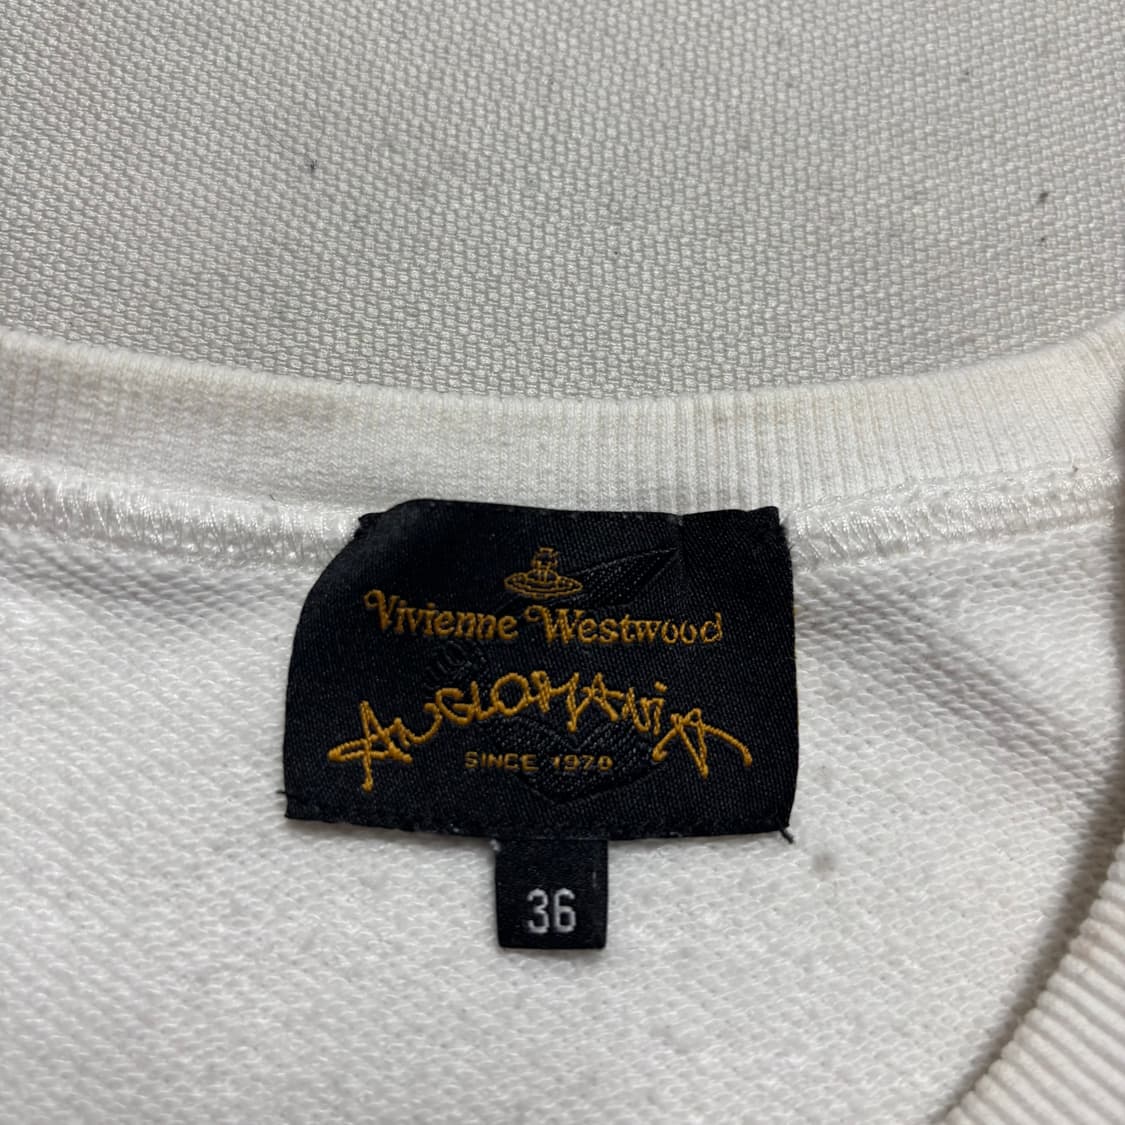 Vivienne Westwood
ANGLOMANiA
SINCE 1970
36